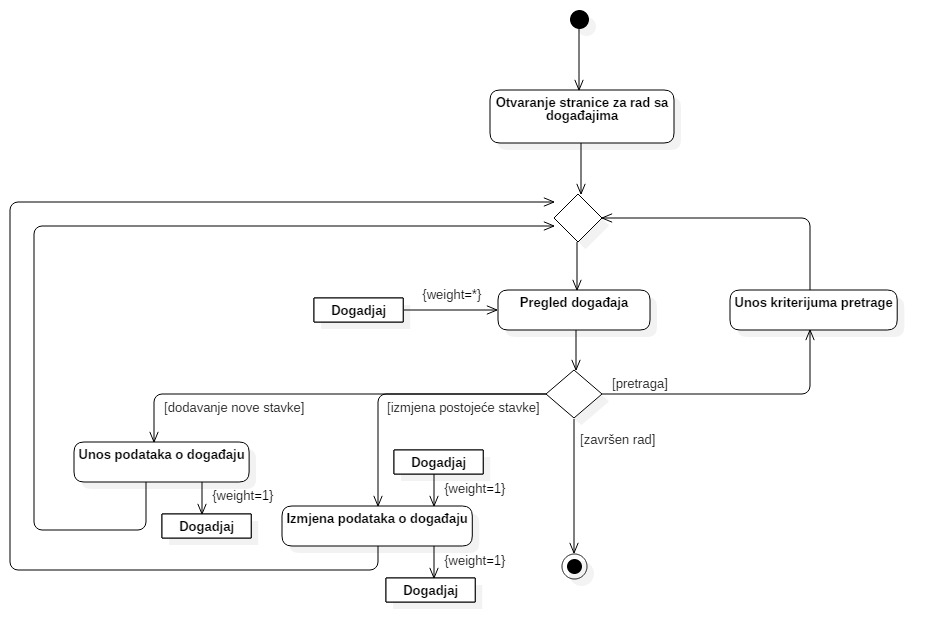 Otvaranje stranice za rad sa
događajima
{weight=*}
Dogadjaj
Pregled događaja
Unos kriterijuma pretrage
[pretraga]
[dodavanje nove stavke]
[izmjena postojeće stavke]
[završen rad]
Unos podataka o događaju
Dogadjaj
{weight=1}
{weight=1}
Dogadjaj
Izmjena podataka o događaju
{weight=1}
Dogadjaj